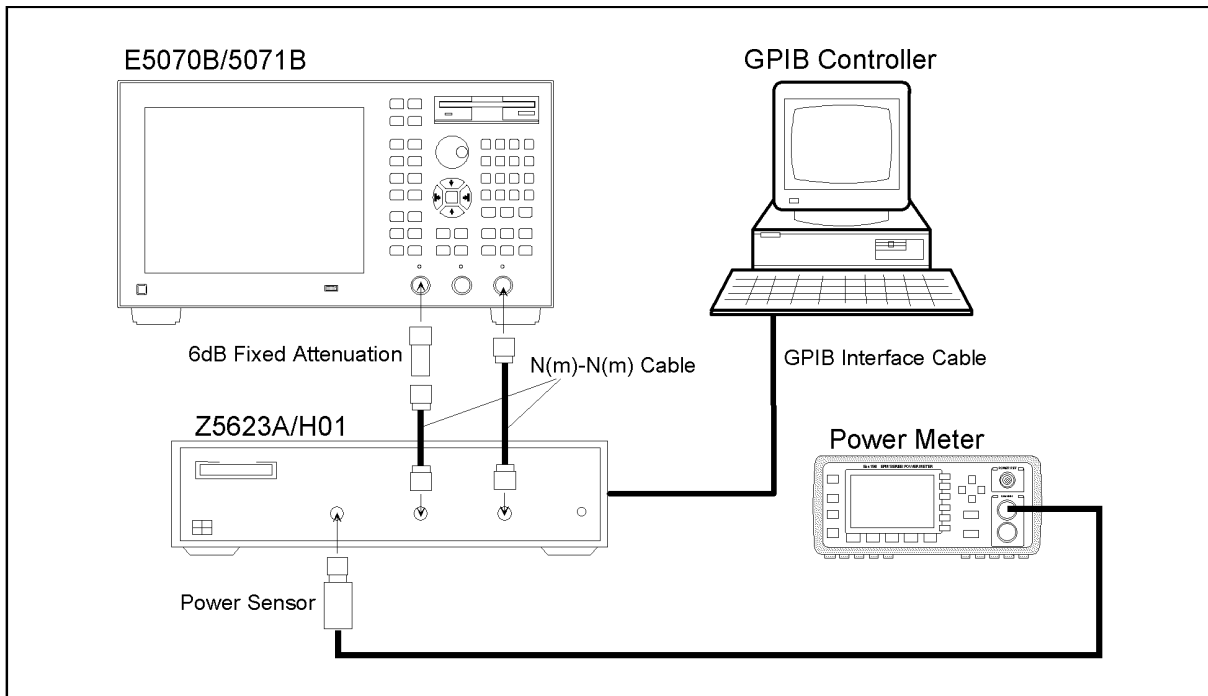 E5070B/5071B
GPIB Controller
6dB Fixed Attenuation
N(m)-N(m) Cable
GPIB Interface Cable
Z5623A/H01
Power Meter
Power Sensor